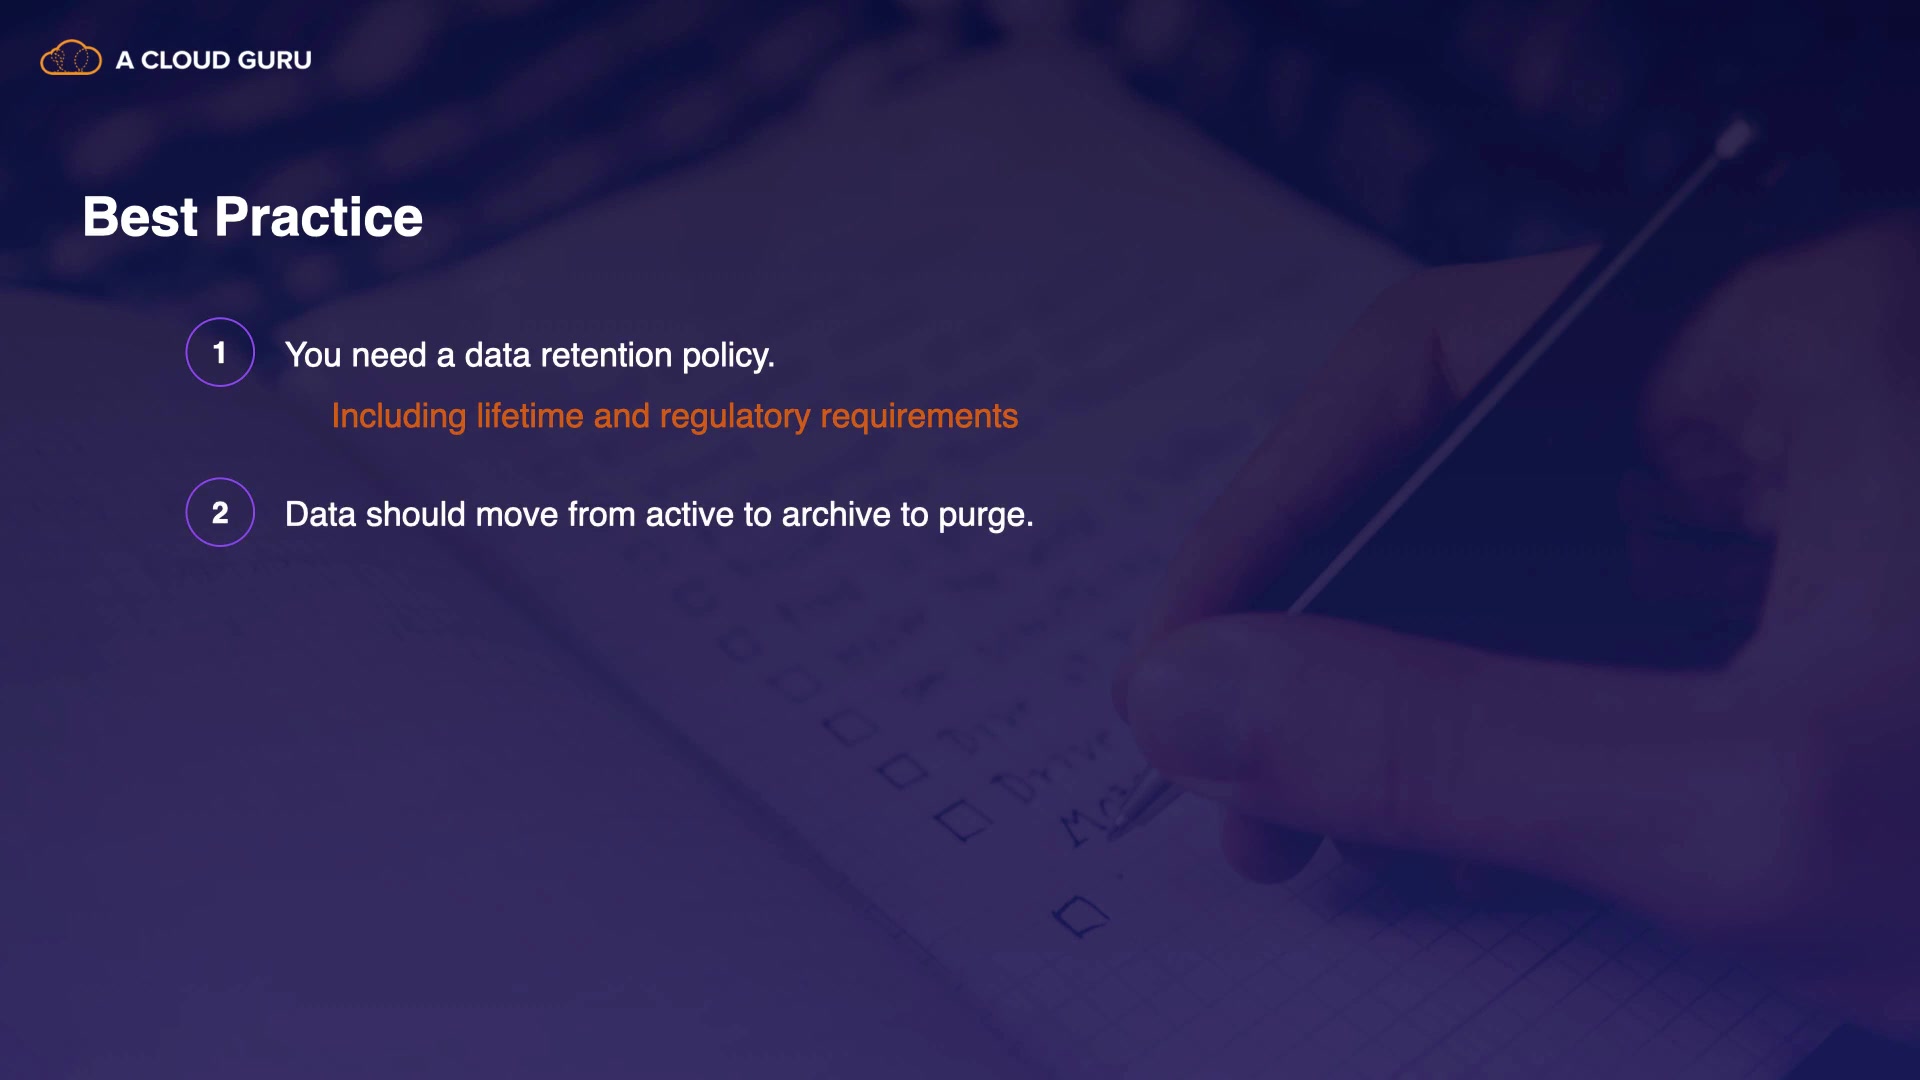 A CLOUD GURU
Best Practice
1 You need a data retention policy.
Including lifetime and regulatory requirements
2 Data should move from active to archive to purge.
Drive